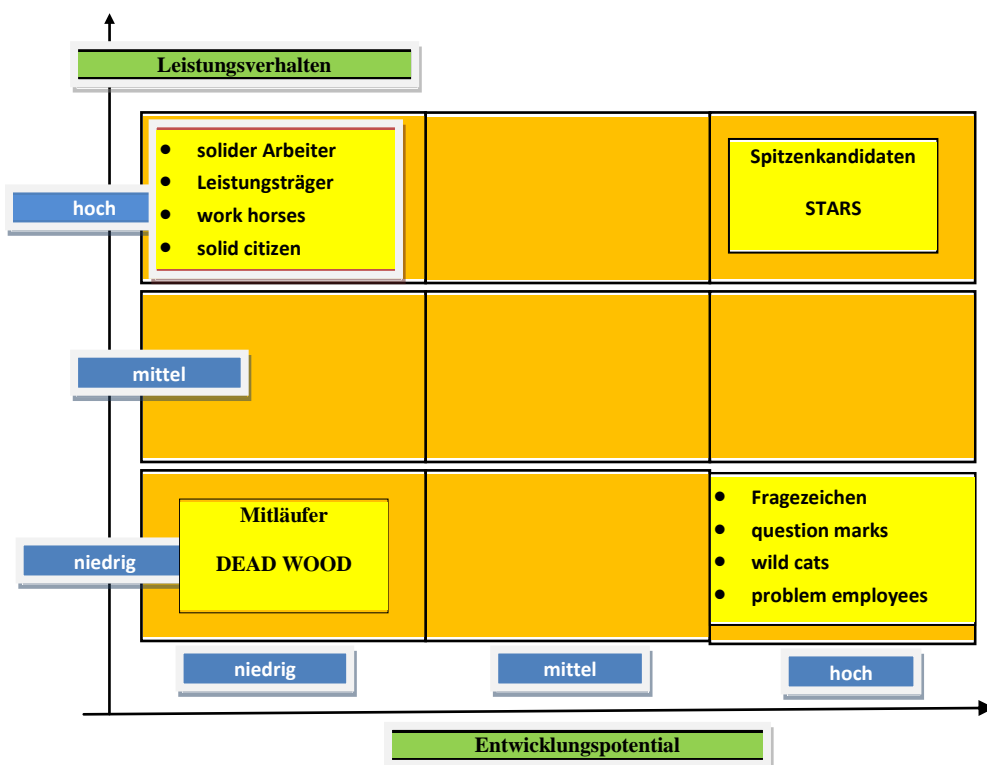 Leistungsverhalten
solider Arbeiter
Leistungsträger
work horses
solid citizen
Spitzenkandidaten
STARS
hoch
mittel
Mitläufer
DEAD WOOD
Fragezeichen
question marks
wild cats
problem employees
niedrig
niedrig
mittel
hoch
Entwicklungspotential